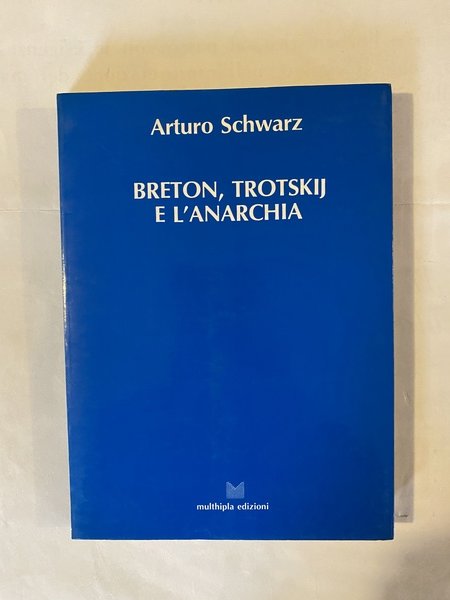 Arturo Schwarz
BRETON, TROTSKIJ
E L'ANARCHIA
multhipla edizioni